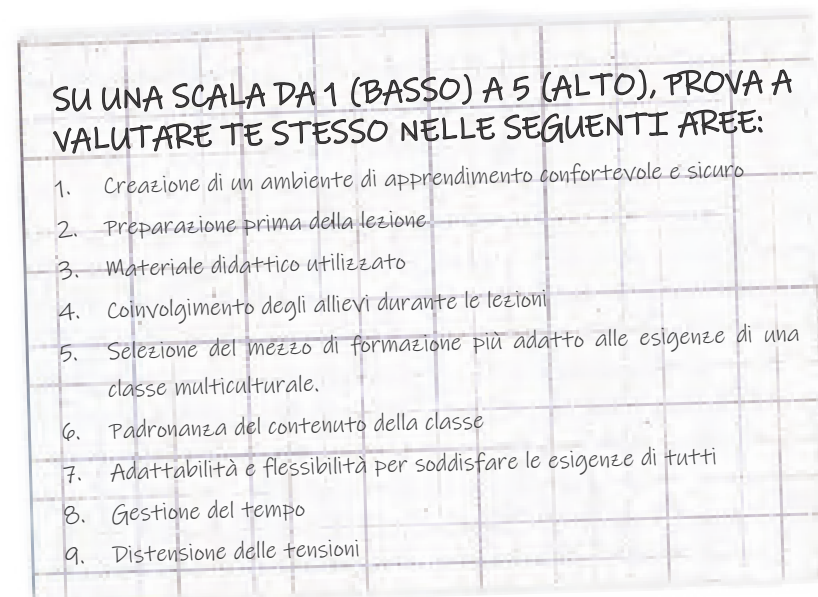 SU UNA SCALA DA 1 (BASSO) A 5 (ALTO), PROVA A
VALUTARE TE STESSO NELLE SEGUENTI AREE:
1. Creazione di un ambiente di apprendimento confortevole e sicuro
2. Preparazione prima della lezione
3. Materiale didattico utilizzato
4. Coinvolgimento degli allievi durante le lezioni
5. Selezione del mezzo di formazione più adatto alle esigenze di una
classe multiculturale.
6. Padronanza del contenuto della classe
7. Adattabilità e flessibilità per soddisfare le esigenze di tutti
8. Gestione del tempo
9. Distensione delle tensioni